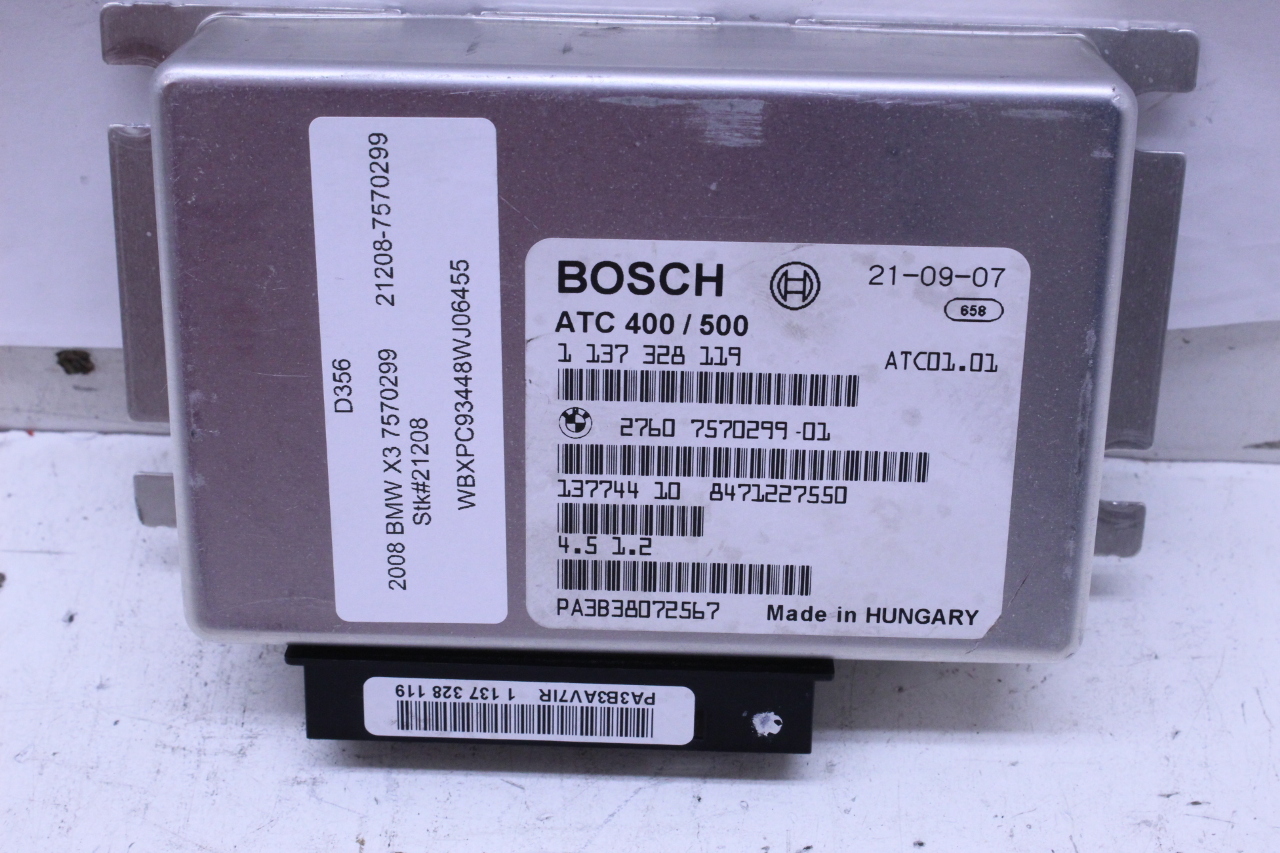 D356
2008 BMW X3 7570299 21208-7570299
Stk#21208
WBXPC93448WJ06455
BOSCH
21-09-07
658
ATC 400 / 500
1 137 328 119
ATC01.01
2760 7570299-01
137744 10 8471227550
4.5 1.2
PA3B38072567
Made in HUNGARY
PA3B3AV7IR 1 137 328 119